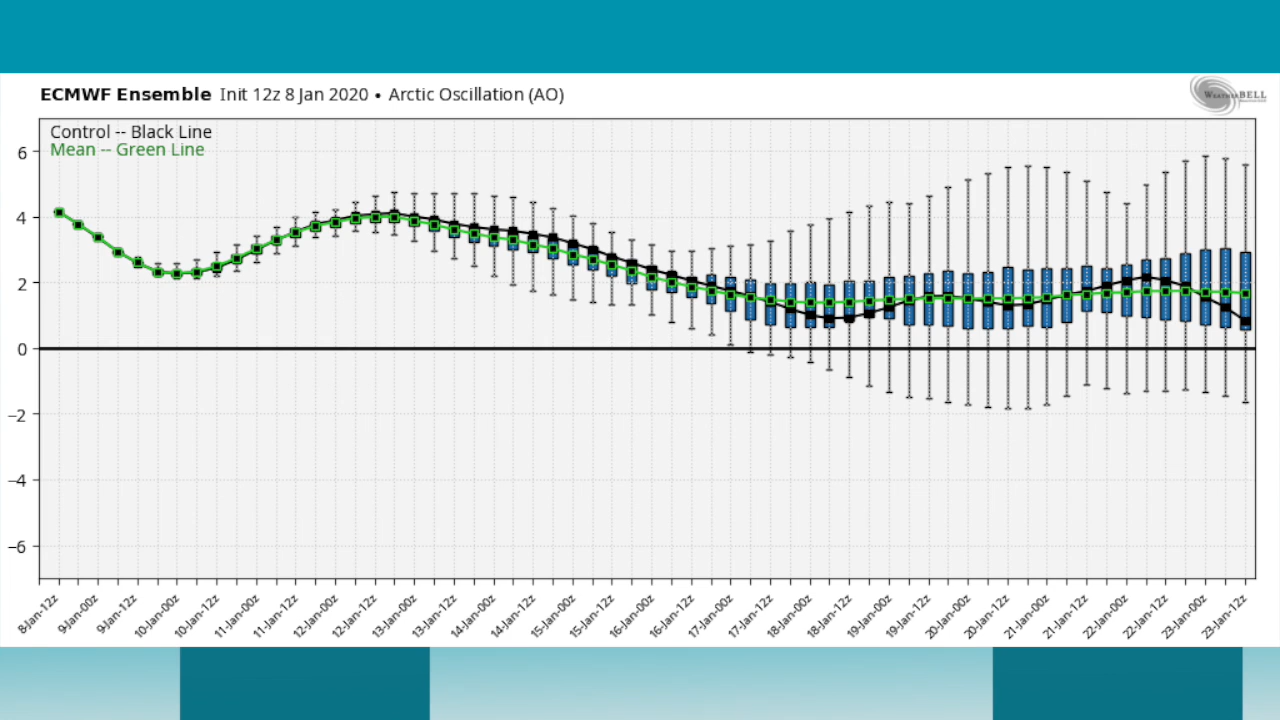 ECMWF Ensemble Init 12z 8 Jan 2020 • Arctic Oscillation (AO)
WeatherBELL
Control -- Black Line
Mean -- Green Line
6
4
2
0
−2
−4
−6
8-Jan-12z
9-Jan-00z
9-Jan-12z
10-Jan-00z
10-Jan-12z
11-Jan-00z
11-Jan-12z
12-Jan-00z
12-Jan-12z
13-Jan-00z
13-Jan-12z
14-Jan-00z
14-Jan-12z
15-Jan-00z
15-Jan-12z
16-Jan-00z
16-Jan-12z
17-Jan-00z
17-Jan-12z
18-Jan-00z
18-Jan-12z
19-Jan-00z
19-Jan-12z
20-Jan-00z
20-Jan-12z
21-Jan-00z
21-Jan-12z
22-Jan-00z
22-Jan-12z
23-Jan-00z
23-Jan-12z